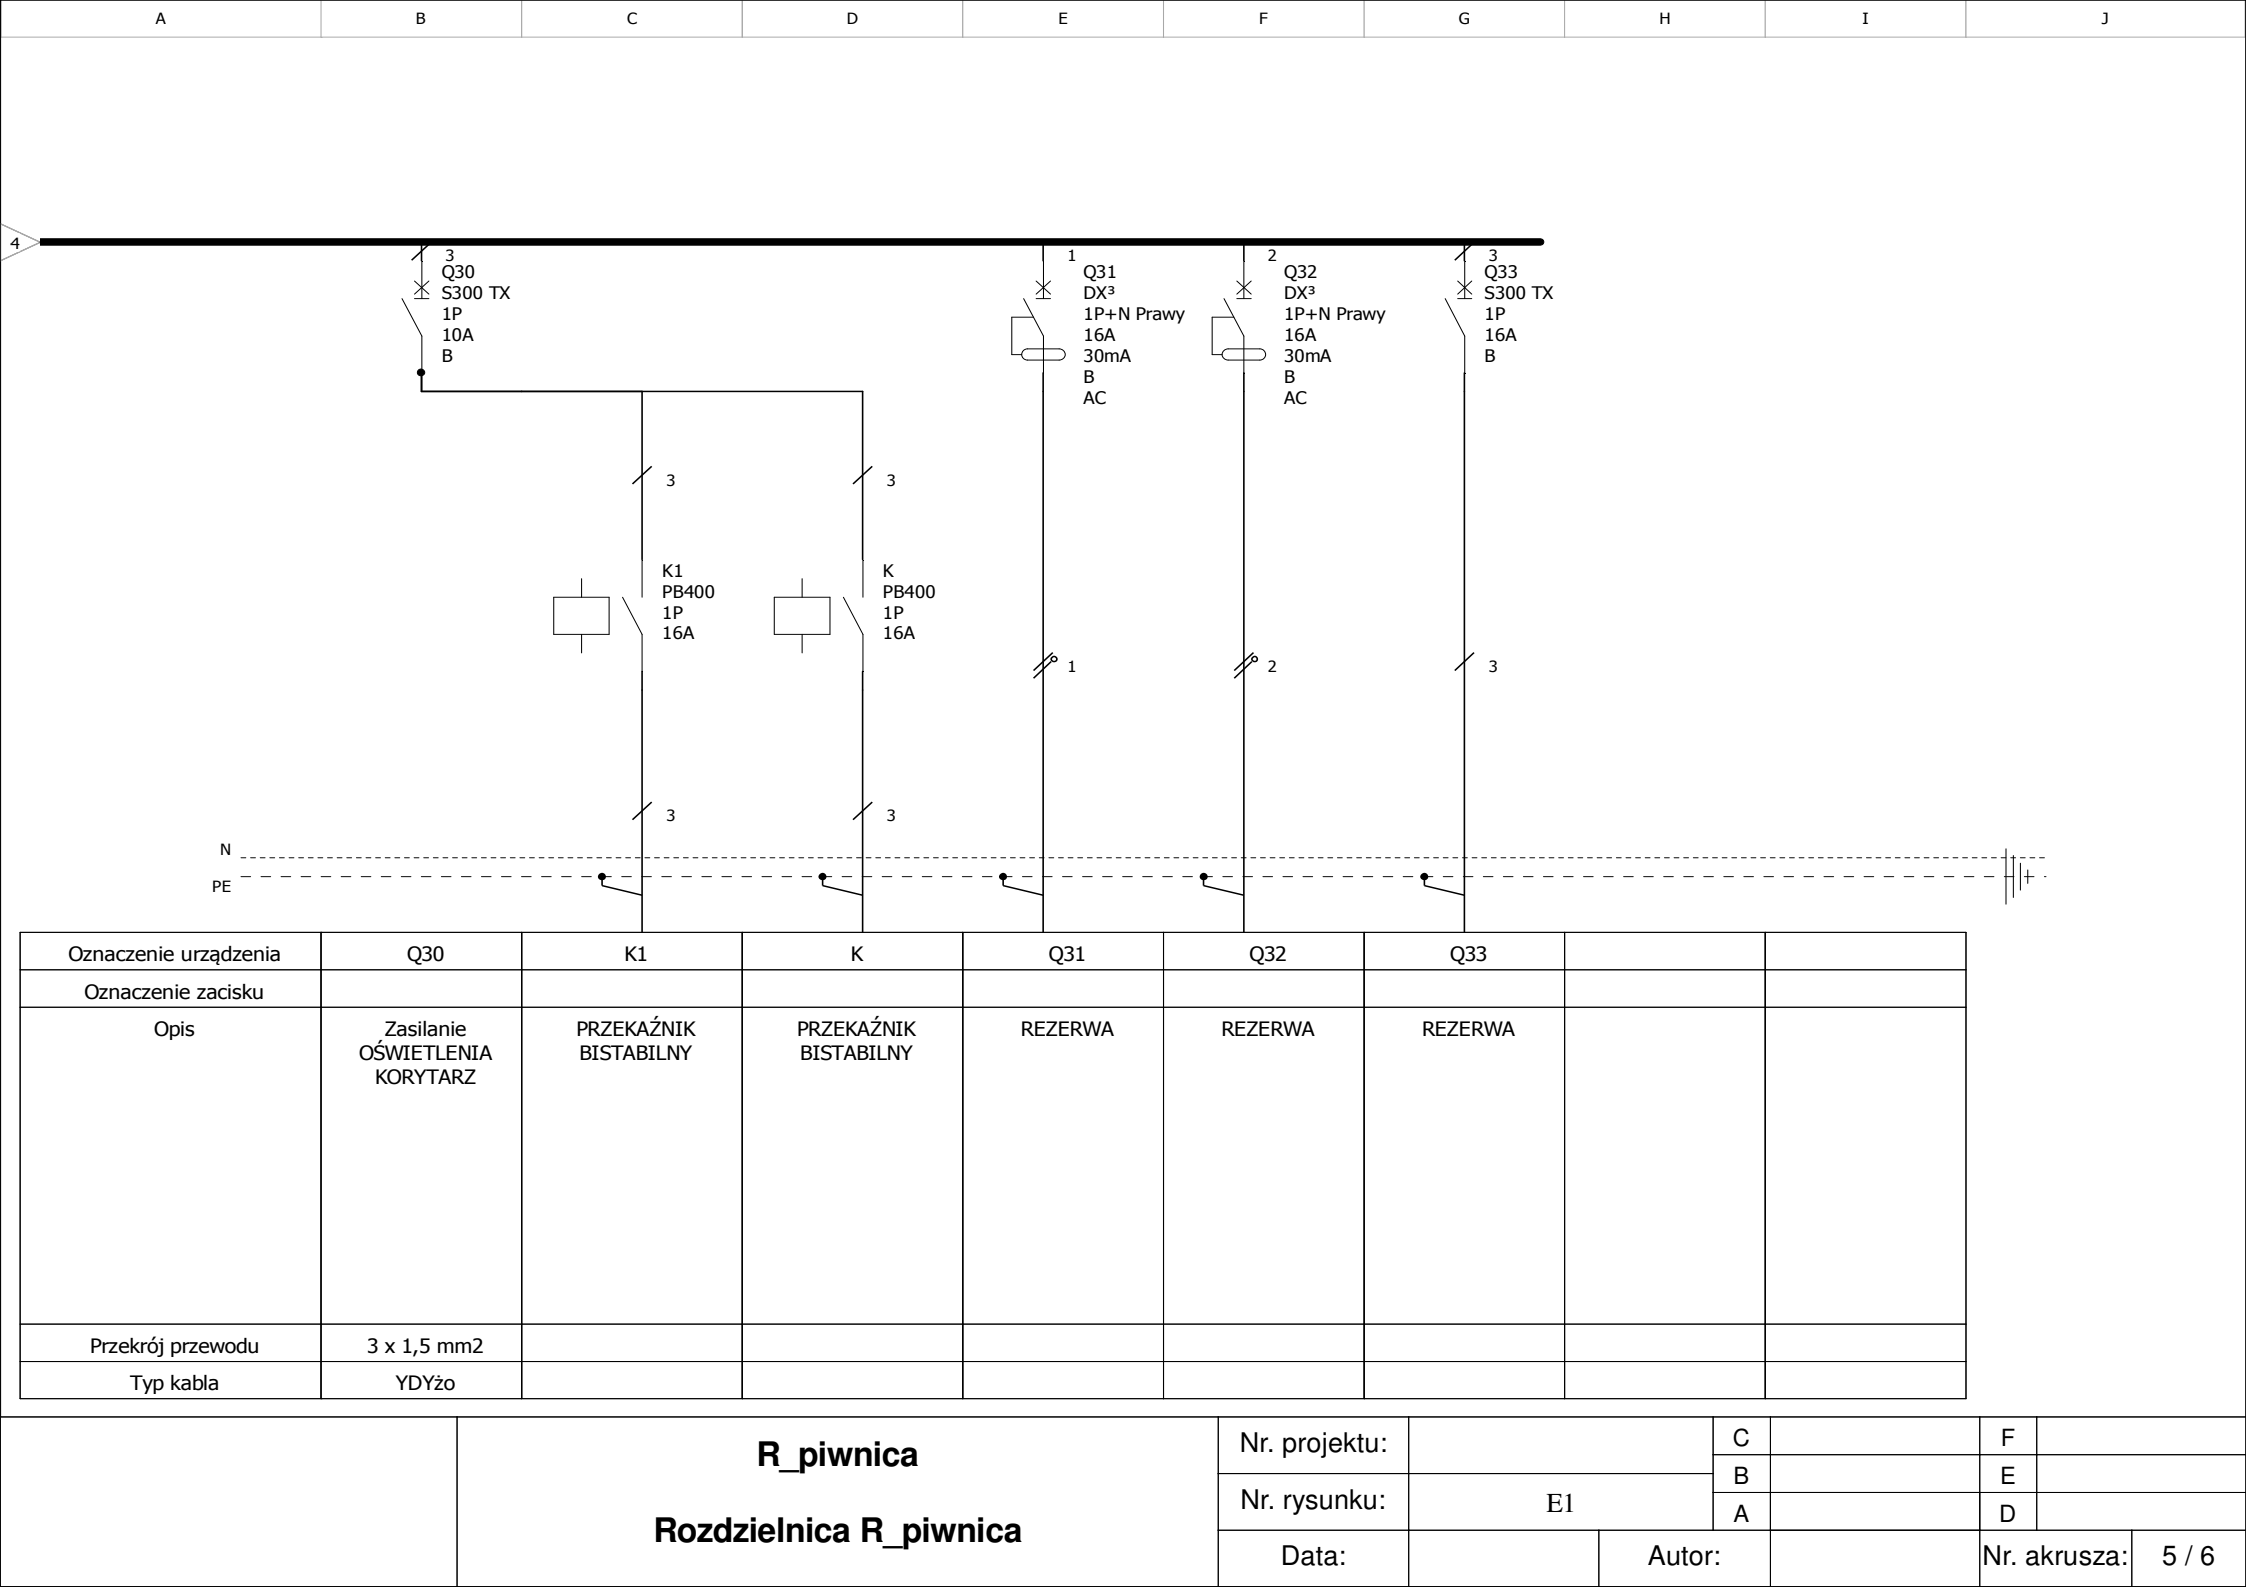 A B C D E F G H I J
4
3 1 2 3
Q30 Q31 Q32 Q33
S300 TX DX³ DX³ S300 TX
1P 1P+N Prawy 1P+N Prawy 1P
10A 16A 16A 16A
B 30mA 30mA B
B B
AC AC
3 3
K1 K
PB400 PB400
1P 1P
16A 16A
1 2 3
3 3
N
PE
Oznaczenie urządzenia Q30 K1 K Q31 Q32 Q33
Oznaczenie zacisku
Opis Zasilanie PRZEKAŹNIK PRZEKAŹNIK REZERWA REZERWA REZERWA
OŚWIETLENIA BISTABILNY BISTABILNY
KORYTARZ
Przekrój przewodu 3 x 1,5 mm2
Typ kabla YDYżo
R_piwnica
Rozdzielnica R_piwnica
Nr. projektu: C F
B E
Nr. rysunku: E1
A D
Data: Autor: Nr. akrusza: 5 / 6